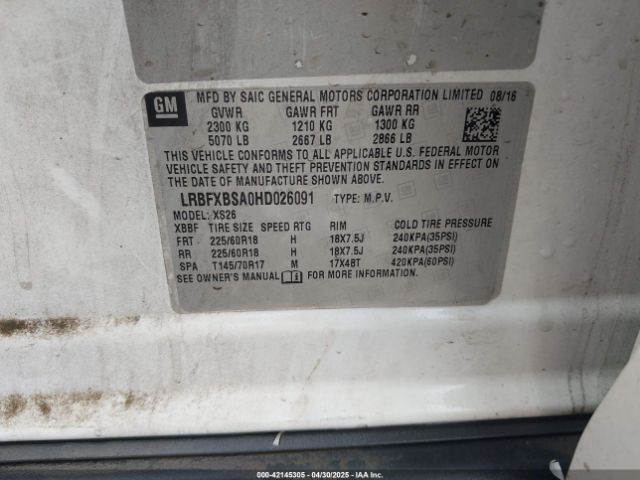 GM
MFD BY SAIC GENERAL MOTORS CORPORATION LIMITED 08/16
GVWR GAWR FRT GAWR RR
2300 KG 1210 KG 1300 KG
5070 LB 2667 LB 2866 LB
THIS VEHICLE CONFORMS TO ALL APPLICABLE U.S. FEDERAL MOTOR
VEHICLE SAFETY AND THEFT PREVENTION STANDARDS IN EFFECT ON
THE DATE OF MANUFACTURE SHOWN ABOVE.
LRBFXBSA0HD026091 TYPE: M.P.V.
MODEL: XS26
XBBF TIRE SIZE SPEED RTG RIM COLD TIRE PRESSURE
FRT 225/60R18 H 18X7.5J 240KPA(35PSI)
RR 225/60R18 H 18X7.5J 240KPA(35PSI)
SPA T145/70R17 M 17X4BT 420KPA(60PSI)
SEE OWNER'S MANUAL FOR MORE INFORMATION
000-42145305 - 04/30/2025 - IAAI.COM